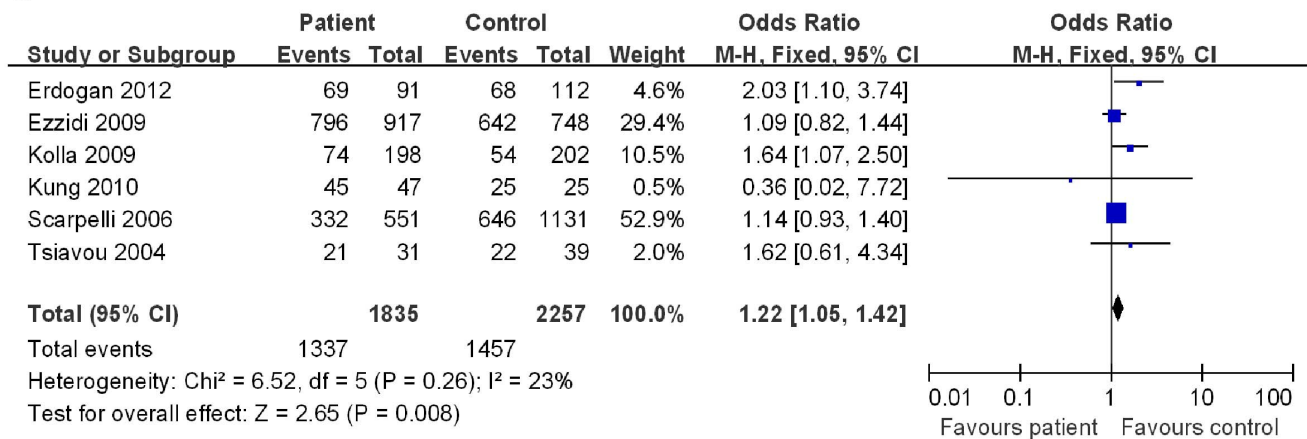 Patient Control Odds Ratio Odds Ratio
Study or Subgroup Events Total Events Total Weight M-H, Fixed, 95% CI M-H, Fixed, 95% CI
Erdogan 2012 69 91 68 112 4.6% 2.03 [1.10, 3.74]
Ezzidi 2009 796 917 642 748 29.4% 1.09 [0.82, 1.44]
Kolla 2009 74 198 54 202 10.5% 1.64 [1.07, 2.50]
Kung 2010 45 47 25 25 0.5% 0.36 [0.02, 7.72]
Scarpelli 2006 332 551 646 1131 52.9% 1.14 [0.93, 1.40]
Tsiavou 2004 21 31 22 39 2.0% 1.62 [0.61, 4.34]
Total (95% CI) 1835 2257 100.0% 1.22 [1.05, 1.42]
Total events 1337 1457
Heterogeneity: Chi² = 6.52, df = 5 (P = 0.26); I² = 23%
Test for overall effect: Z = 2.65 (P = 0.008)
0.01 0.1 1 10 100
Favours patient Favours control